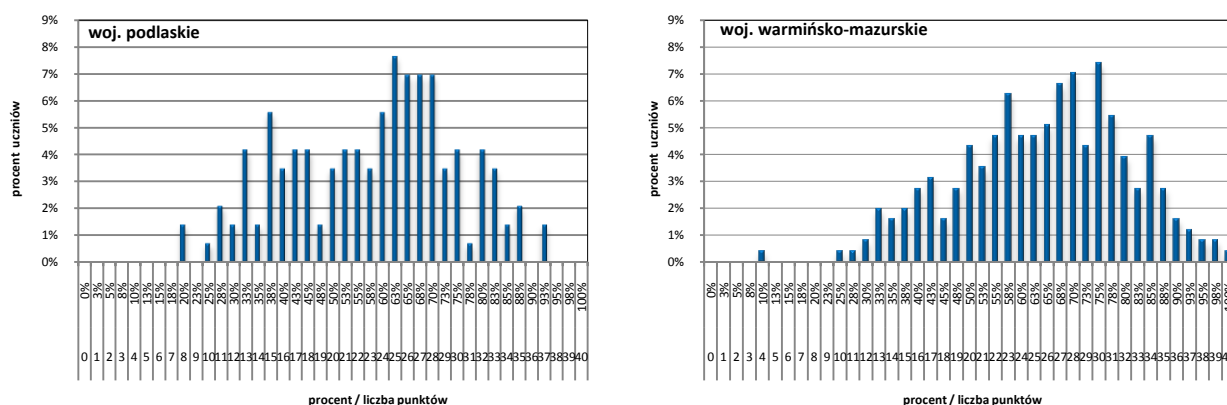 woj. podlaskie
9%
8%
7%
6%
5%
4%
3%
2%
1%
0%
procent uczniów
0% 3% 5% 8% 10% 13% 15% 18% 20% 23% 25% 28% 30% 33% 35% 38% 40% 43% 45% 48% 50% 53% 55% 58% 60% 63% 65% 68% 70% 73% 75% 78% 80% 83% 85% 88% 90% 93% 95% 98% 100%
0 1 2 3 4 5 6 7 8 9 10 11 12 13 14 15 16 17 18 19 20 21 22 23 24 25 26 27 28 29 30 31 32 33 34 35 36 37 38 39 40
procent / liczba punktów
woj. warmińsko-mazurskie
9%
8%
7%
6%
5%
4%
3%
2%
1%
0%
procent uczniów
0% 3% 5% 8% 10% 13% 15% 18% 20% 23% 25% 28% 30% 33% 35% 38% 40% 43% 45% 48% 50% 53% 55% 58% 60% 63% 65% 68% 70% 73% 75% 78% 80% 83% 85% 88% 90% 93% 95% 98%
0 1 2 3 4 5 6 7 8 9 10 11 12 13 14 15 16 17 18 19 20 21 22 23 24 25 26 27 28 29 30 31 32 33 34 35 36 37 38 39 4
procent / liczba punktów